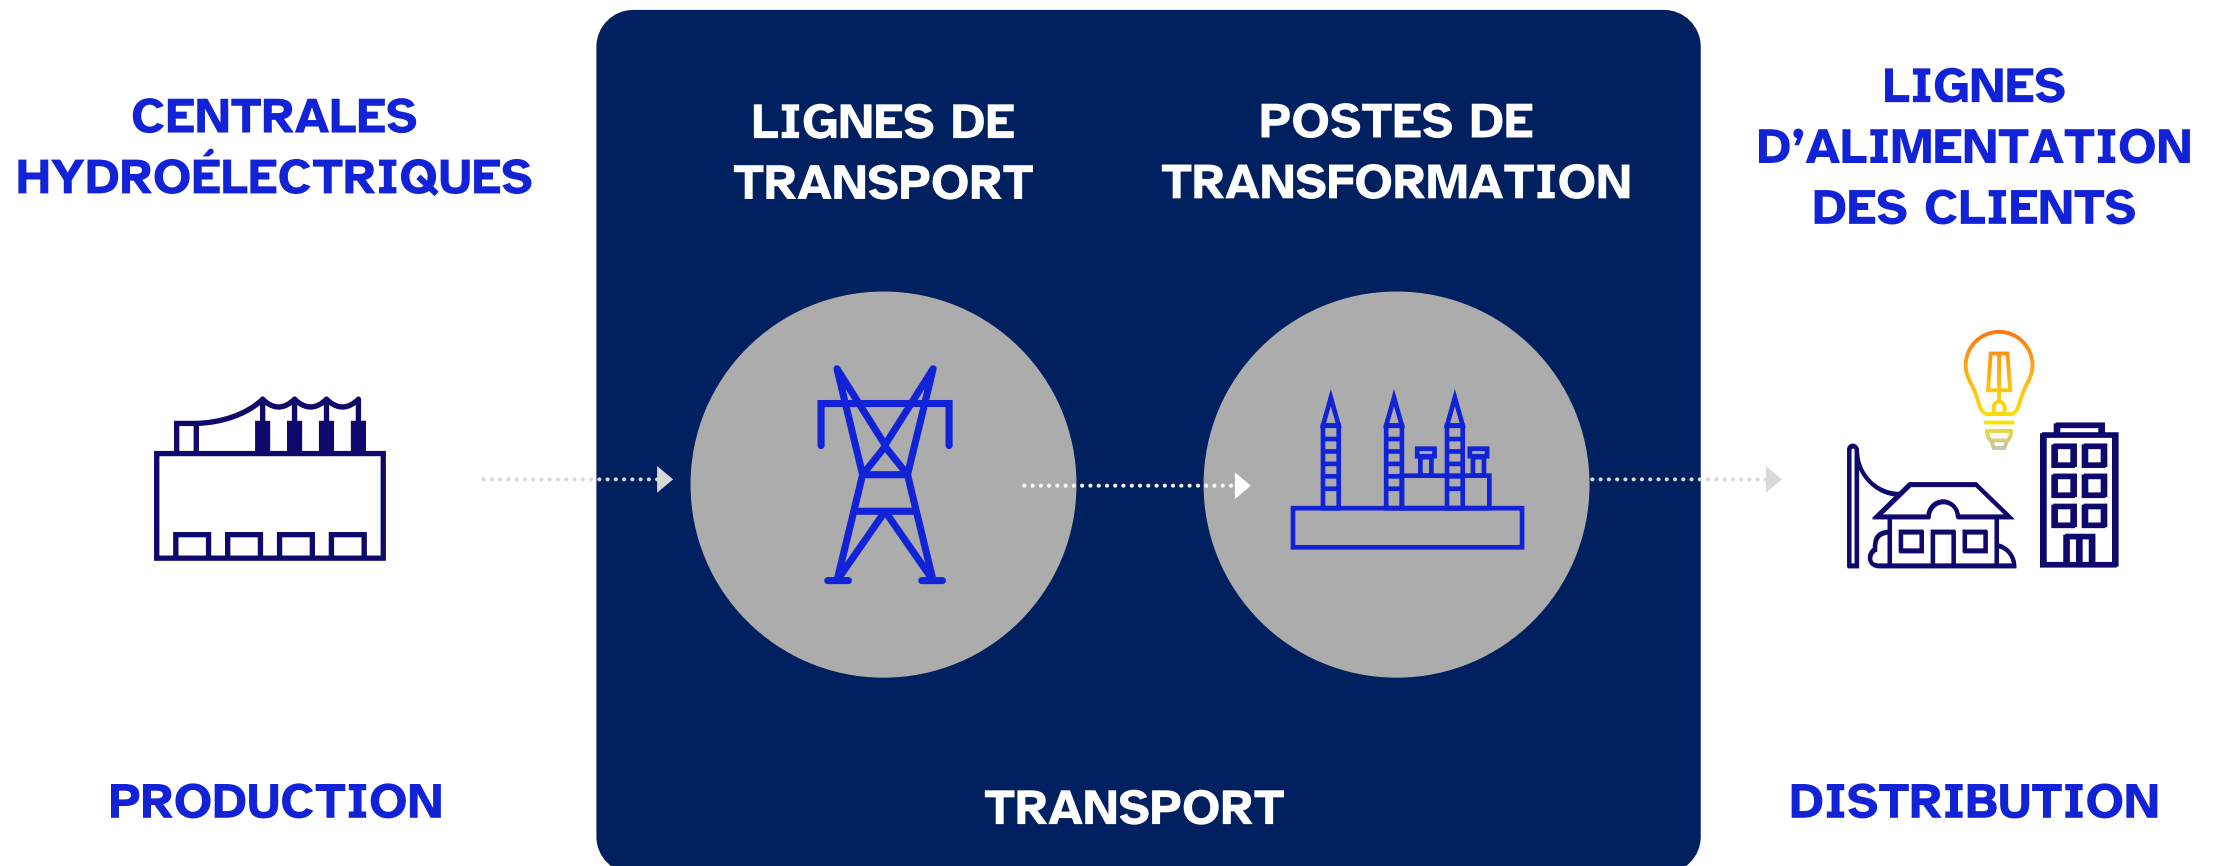 CENTRALES
HYDROÉLECTRIQUES
LIGNES DE
TRANSPORT
POSTES DE
TRANSFORMATION
LIGNES
D’ALIMENTATION
DES CLIENTS
PRODUCTION
TRANSPORT
DISTRIBUTION